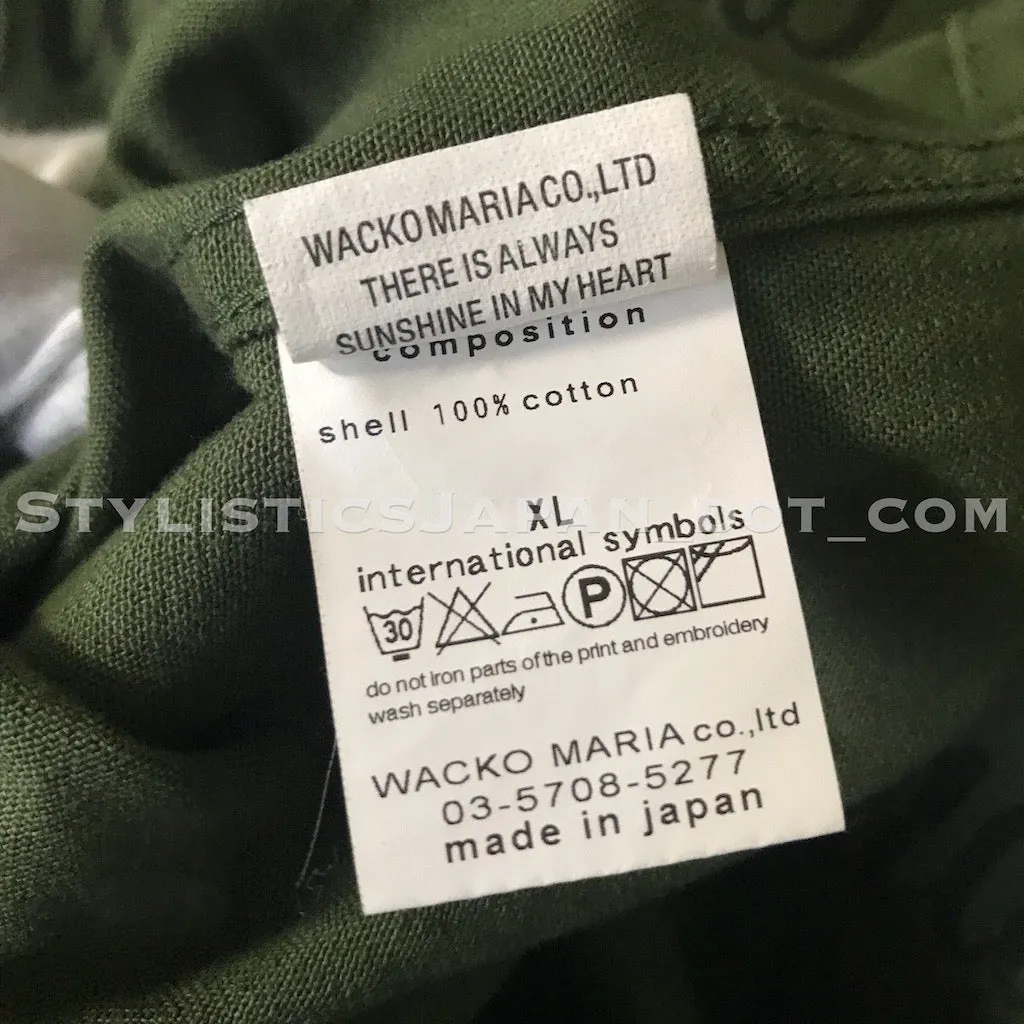 WACKO MARIA CO.,LTD
THERE IS ALWAYS
SUNSHINE IN MY HEART
composition
shell 100% cotton
STYLISTICSJAPAN_DOT_COM
XL
international symbols
30 P
do not iron parts of the print and embroidery
wash separately
WACKO MARIA co.,ltd
03-5708-5277
made in japan